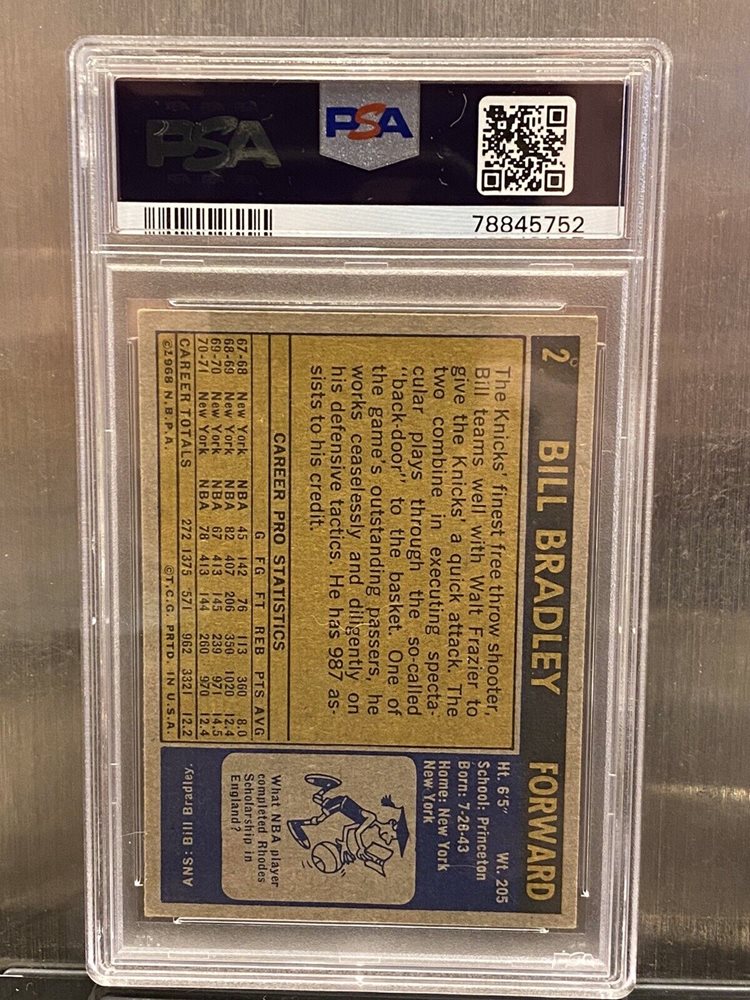 PSA
PSA
78845752
2
BILL BRADLEY
FORWARD
The Knicks' finest free throw shooter,
Bill teams well with Walt Frazier to
give the Knicks' a quick attack. The
two combine in executing specta-
cular plays through the so-called
"back-door" to the basket. One of
the game's outstanding passers, he
works ceaselessly and diligently on
his defensive tactics. He has 987 as-
sists to his credit.
Ht. 6'5" Wt. 205
School: Princeton
Born: 7-28-43
Home: New York
New York
CAREER PRO STATISTICS
G FG FT REB PTS AVG
67-68 New York NBA 45 142 76 113 360 8.0
68-69 New York NBA 82 407 206 350 1020 12.4
69-70 New York NBA 67 413 145 239 971 14.5
70-71 New York NBA 78 413 144 260 970 12.4
CAREER TOTALS 272 1375 571 962 3321 12.2
©1968 N.B.P.A. ©T.C.G. PRTD. IN U.S.A.
What NBA player
completed Rhodes
Scholarship in
England?
ANS: Bill Bradley.